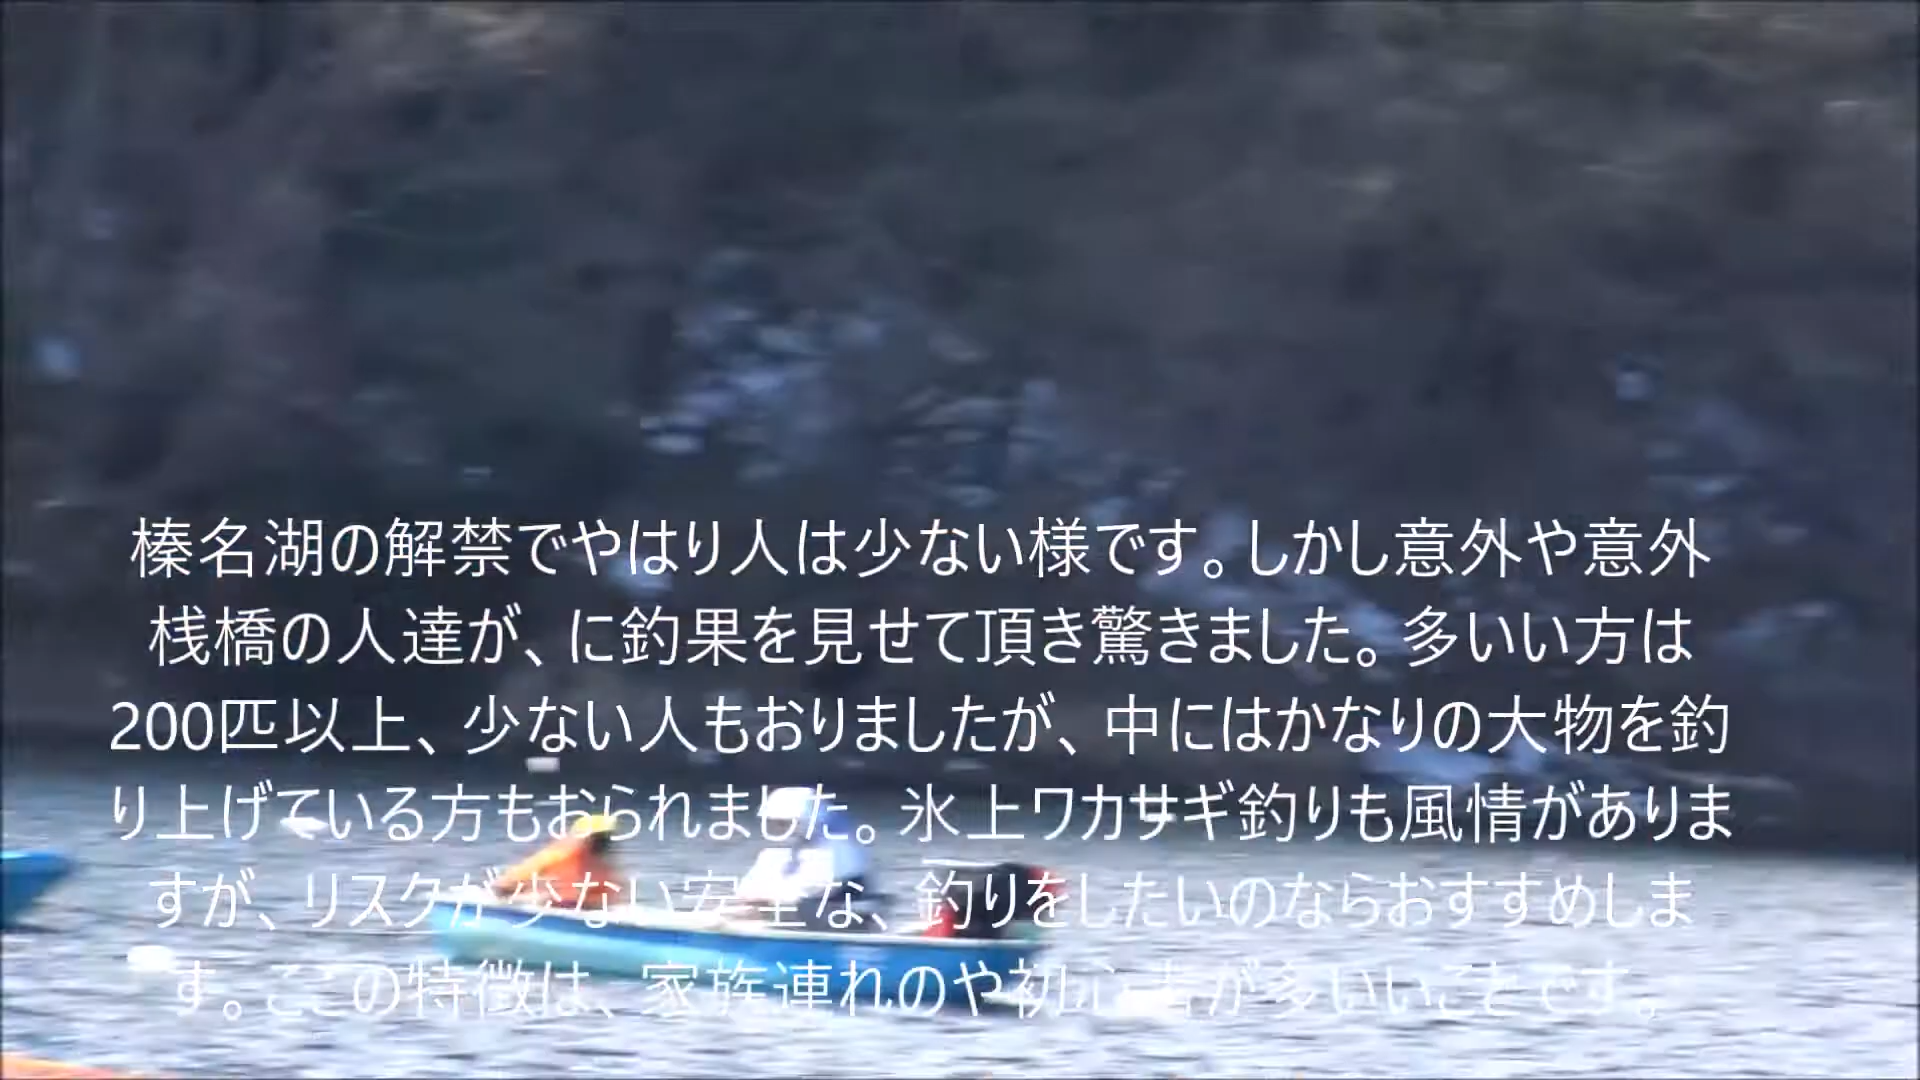 榛名湖の解禁でやはり人は少ない様です。しかし意外や意外
桟橋の人達が、に釣果を見せて頂き驚きました。多いい方は
200匹以上、少ない人もおりましたが、中にはかなりの大物を釣
り上げている方もおられました。氷上ワカサギ釣りも風情がありま
すが、リスクが少ない安全な、釣りをしたいのならおすすめしま
す。ここの特徴は、家族連れのや初心者が多いいことです。